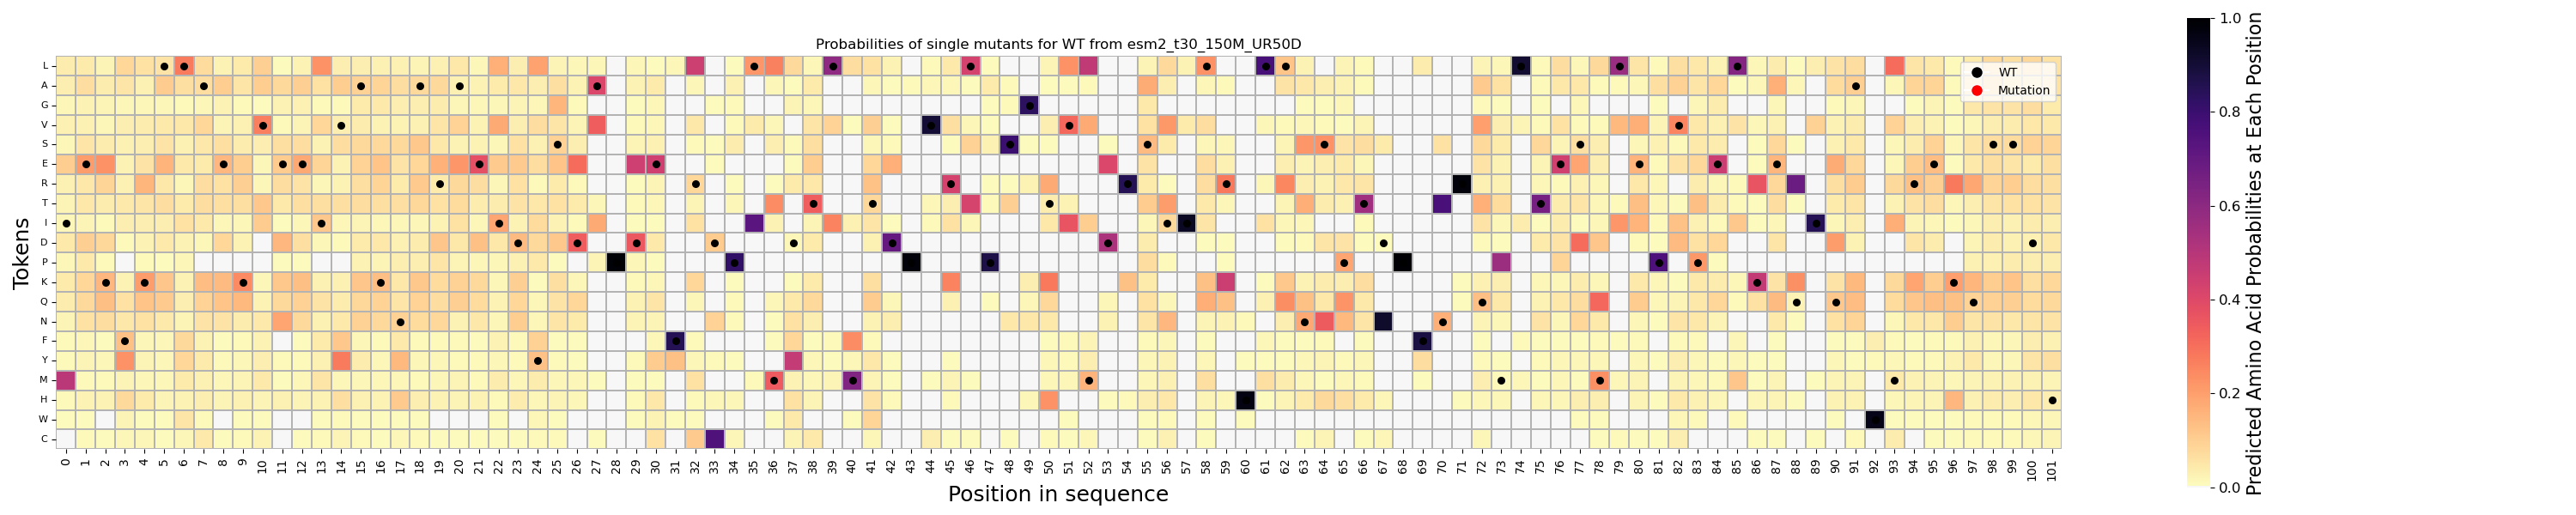 Probabilities of single mutants for WT from esm2_t30_150M_UR50D
Tokens
L
A
G
V
S
E
R
T
I
D
P
K
Q
N
F
Y
M
H
W
C
0 1 2 3 4 5 6 7 8 9 10 11 12 13 14 15 16 17 18 19 20 21 22 23 24 25 26 27 28 29 30 31 32 33 34 35 36 37 38 39 40 41 42 43 44 45 46 47 48 49 50 51 52 53 54 55 56 57 58 59 60 61 62 63 64 65 66 67 68 69 70 71 72 73 74 75 76 77 78 79 80 81 82 83 84 85 86 87 88 89 90 91 92 93 94 95 96 97 98 99 100 101
Position in sequence
WT
Mutation
1.0
0.8
0.6
0.4
0.2
0.0
Predicted Amino Acid Probabilities at Each Position